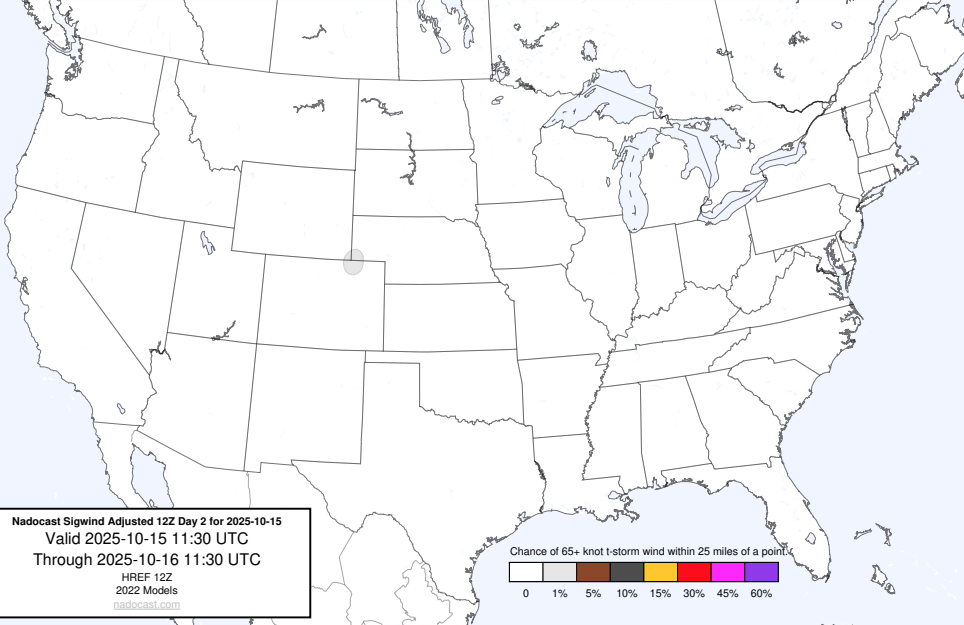 Nadocast Sigwind Adjusted 12Z Day 2 for 2025-10-15
Valid 2025-10-15 11:30 UTC
Through 2025-10-16 11:30 UTC
HREF 12Z
2022 Models
nadocast.com
Chance of 65+ knot t-storm wind within 25 miles of a point.
0 1% 5% 10% 15% 30% 45% 60%